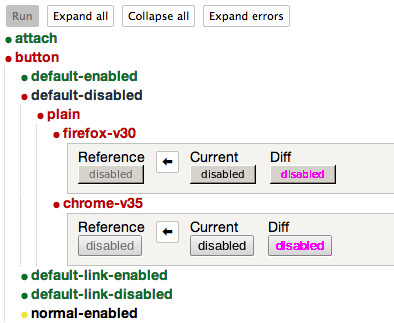 Run Expand all Collapse all Expand errors
attach
button
default-enabled
default-disabled
plain
firefox-v30
Reference Current Diff
disabled disabled disabled
chrome-v35
Reference Current Diff
disabled disabled disabled
default-link-enabled
default-link-disabled
normal-enabled